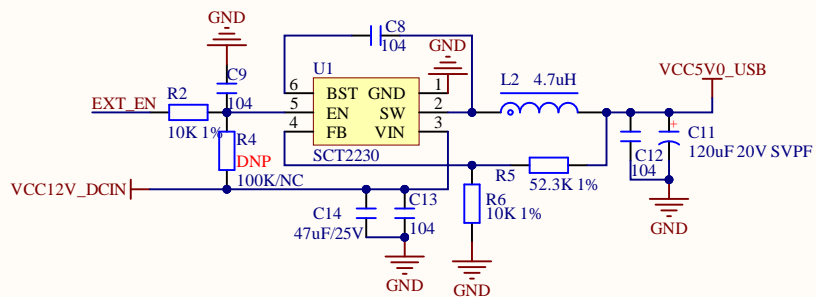 GND
C8
104
GND
VCC5V0_USB
C9
104
U1
L2 4.7uH
R2
EXT_EN
10K 1%
6 BST GND 1
5 EN SW 2
4 FB VIN 3
SCT2230
R4
DNP
100K/NC
VCC12V_DCIN
R5
52.3K 1%
C12
104
+
C11
120uF 20V SVPF
C14
47uF/25V
C13
104
R6
10K 1%
GND
GND
GND